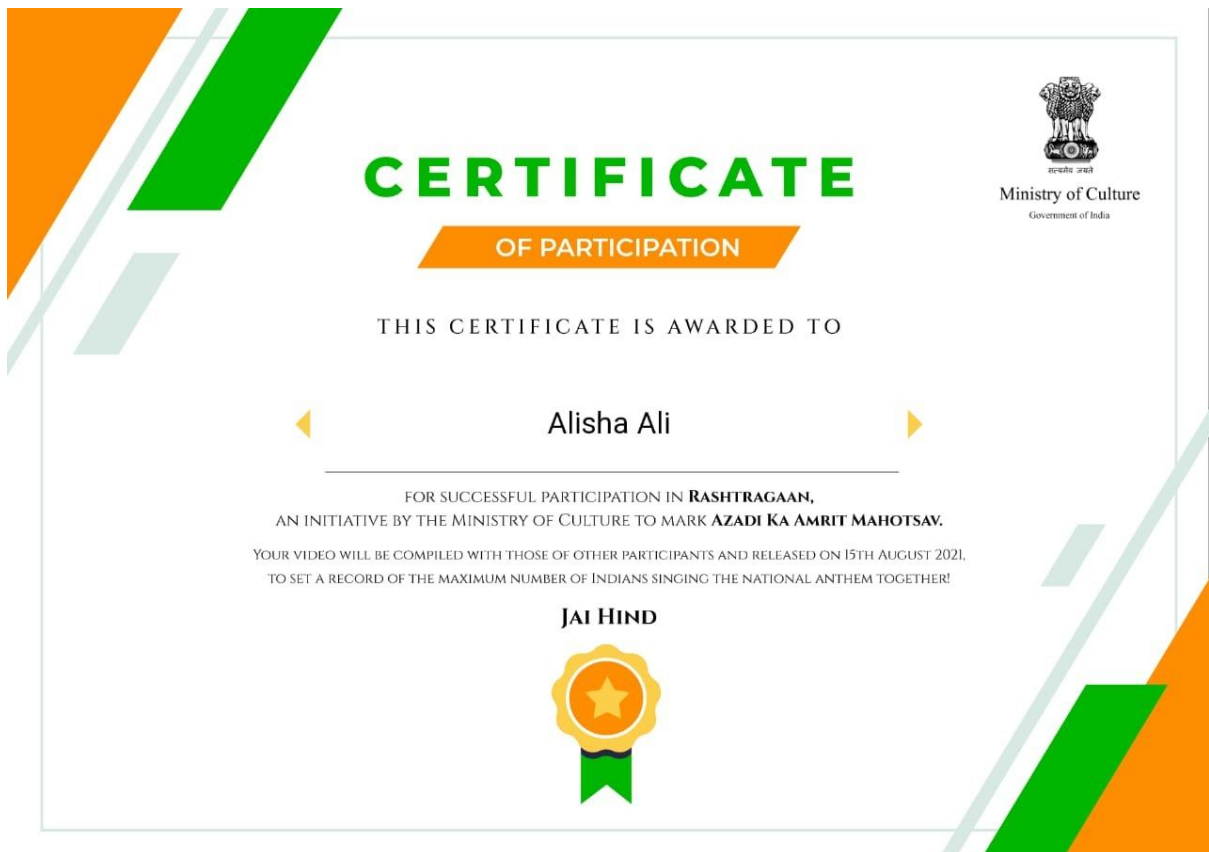 सत्यमेव जयते
Ministry of Culture
Government of India
CERTIFICATE
OF PARTICIPATION
THIS CERTIFICATE IS AWARDED TO
Alisha Ali
FOR SUCCESSFUL PARTICIPATION IN RASHTRAGAAN,
AN INITIATIVE BY THE MINISTRY OF CULTURE TO MARK AZADI KA AMRIT MAHOTSAV.
YOUR VIDEO WILL BE COMPILED WITH THOSE OF OTHER PARTICIPANTS AND RELEASED ON 15TH AUGUST 2021,
TO SET A RECORD OF THE MAXIMUM NUMBER OF INDIANS SINGING THE NATIONAL ANTHEM TOGETHER!
JAI HIND